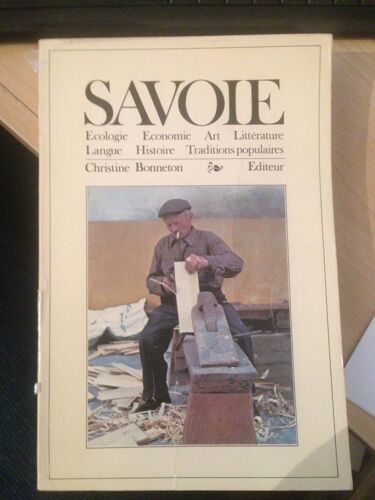 SAVOIE
Ecologie Economie Art Littérature
Langue Histoire Traditions populaires
Christine Bonneton Editeur